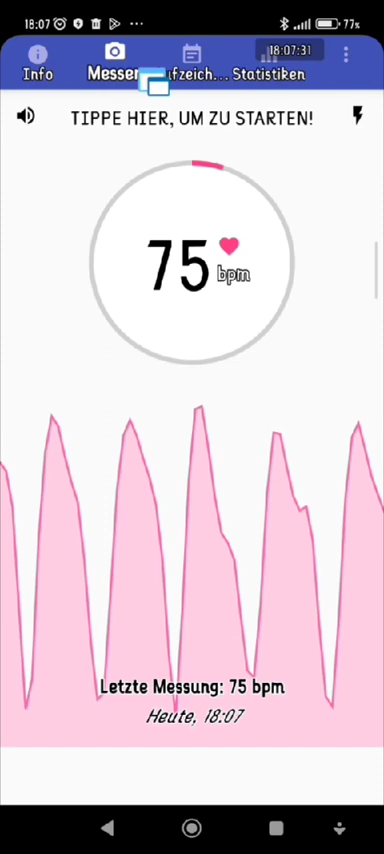 18:07
77%
18:07:31
Info
Messen
Statistiken
TIPPE HIER, UM ZU STARTEN!
75
bpm
Letzte Messung: 75 bpm
Heute, 18:07